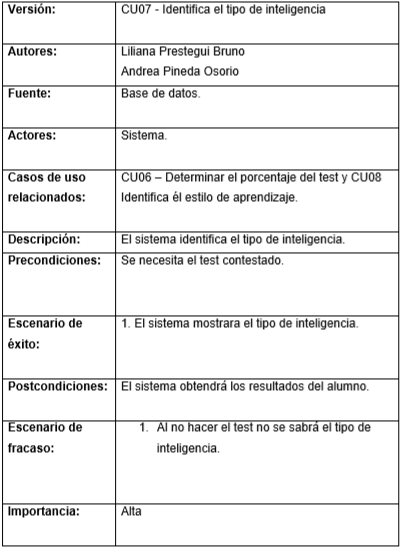 Versión: CU07 - Identifica el tipo de inteligencia
Autores: Liliana Prestegui Bruno
Andrea Pineda Osorio
Fuente: Base de datos.
Actores: Sistema.
Casos de uso CU06 – Determinar el porcentaje del test y CU08
relacionados: Identifica él estilo de aprendizaje.
Descripción: El sistema identifica el tipo de inteligencia.
Precondiciones: Se necesita el test contestado.
Escenario de 1. El sistema mostrara el tipo de inteligencia.
éxito:
Postcondiciones: El sistema obtendrá los resultados del alumno.
Escenario de 1. Al no hacer el test no se sabrá el tipo de
fracaso: inteligencia.
Importancia: Alta